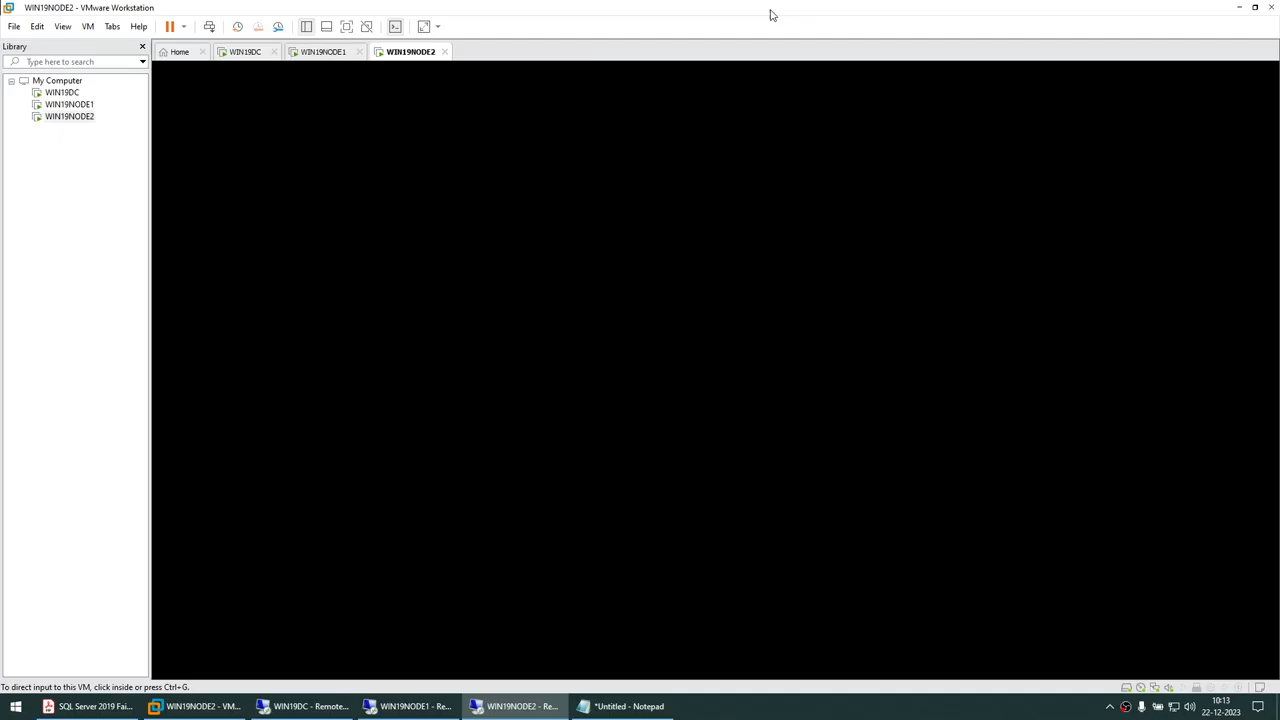 WIN19NODE2 - VMware Workstation
File Edit View VM Tabs Help
Library
Type here to search
Home WIN19DC WIN19NODE1 WIN19NODE2
My Computer
WIN19DC
WIN19NODE1
WIN19NODE2
To direct input to this VM, click inside or press Ctrl+G.
SQL Server 2019 Fai... WIN19NODE2 - VM... WIN19DC - Remote... WIN19NODE1 - Re... WIN19NODE2 - Re... *Untitled - Notepad
10:13
22-12-2023